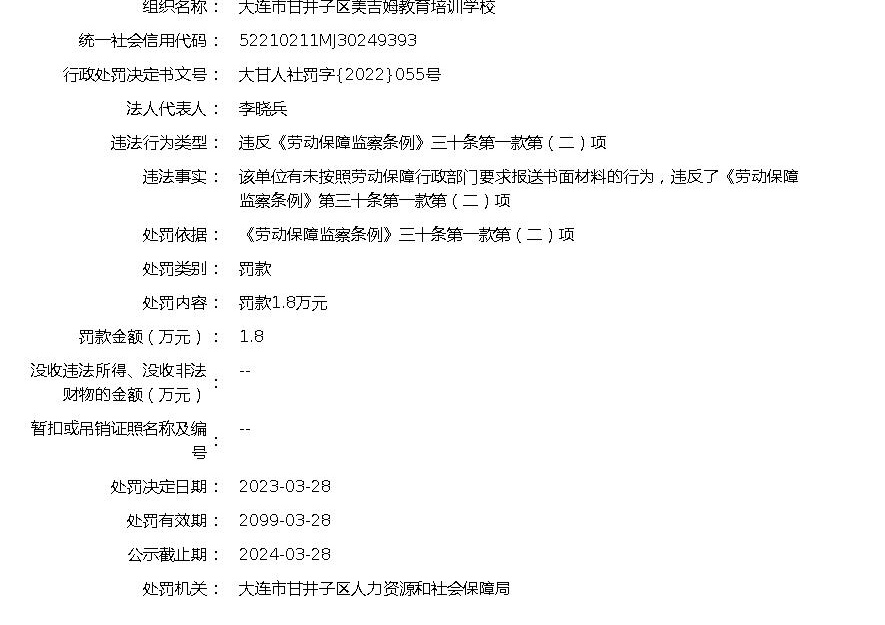 组织名称： 大连市甘井子区美吉姆教育培训学校
统一社会信用代码： 52210211MJ30249393
行政处罚决定书文号： 大甘人社罚字{2022}055号
法人代表人： 李晓兵
违法行为类型： 违反《劳动保障监察条例》三十条第一款第（二）项
违法事实： 该单位有未按照劳动保障行政部门要求报送书面材料的行为，违反了《劳动保障
监察条例》第三十条第一款第（二）项
处罚依据： 《劳动保障监察条例》三十条第一款第（二）项
处罚类别： 罚款
处罚内容： 罚款1.8万元
罚款金额（万元）： 1.8
没收违法所得、没收非法
财物的金额（万元）： --
暂扣或吊销证照名称及编
号： --
处罚决定日期： 2023-03-28
处罚有效期： 2099-03-28
公示截止期： 2024-03-28
处罚机关： 大连市甘井子区人力资源和社会保障局